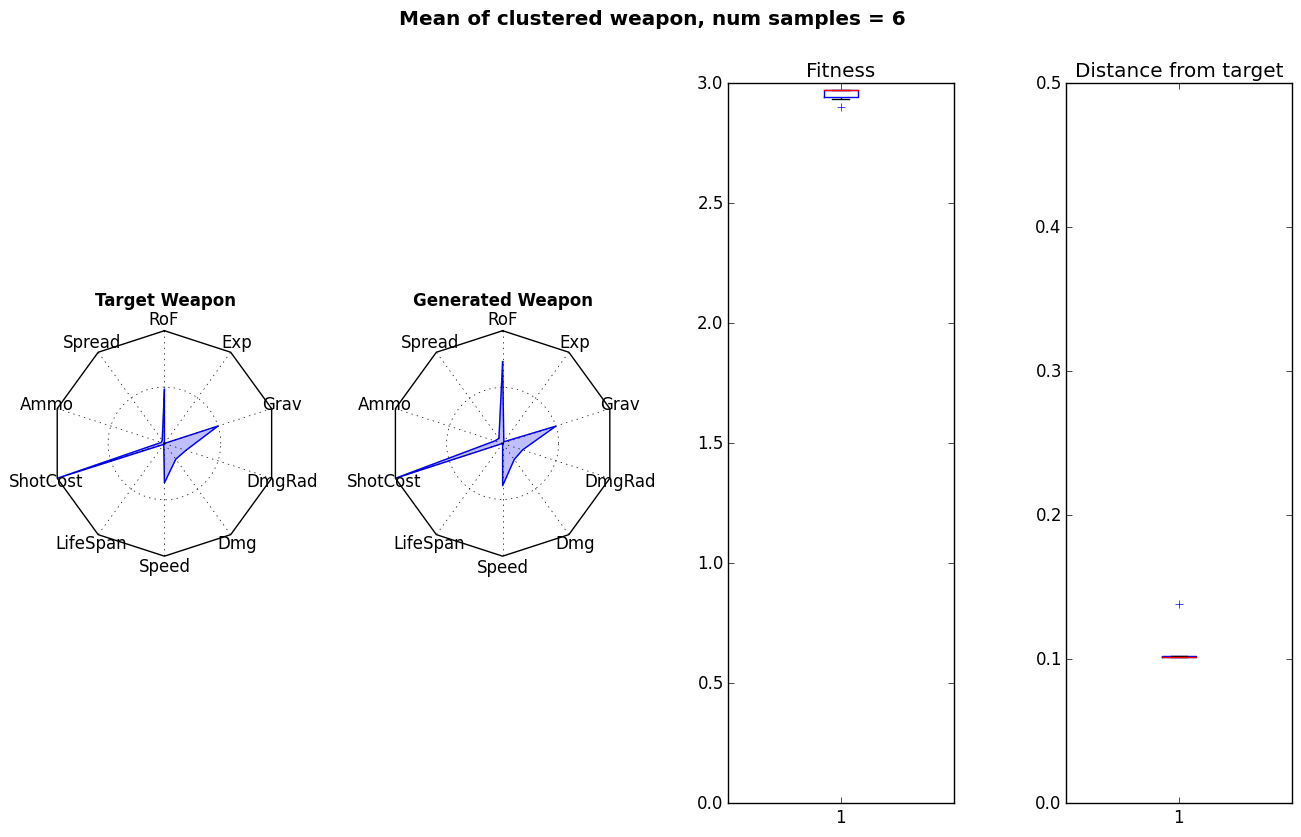 Mean of clustered weapon, num samples = 6
Target Weapon
RoF
Exp
Grav
DmgRad
Dmg
Speed
LifeSpan
ShotCost
Ammo
Spread
Generated Weapon
RoF
Exp
Grav
DmgRad
Dmg
Speed
LifeSpan
ShotCost
Ammo
Spread
Fitness
3.0
2.5
2.0
1.5
1.0
0.5
0.0
1
Distance from target
0.5
0.4
0.3
0.2
0.1
0.0
1